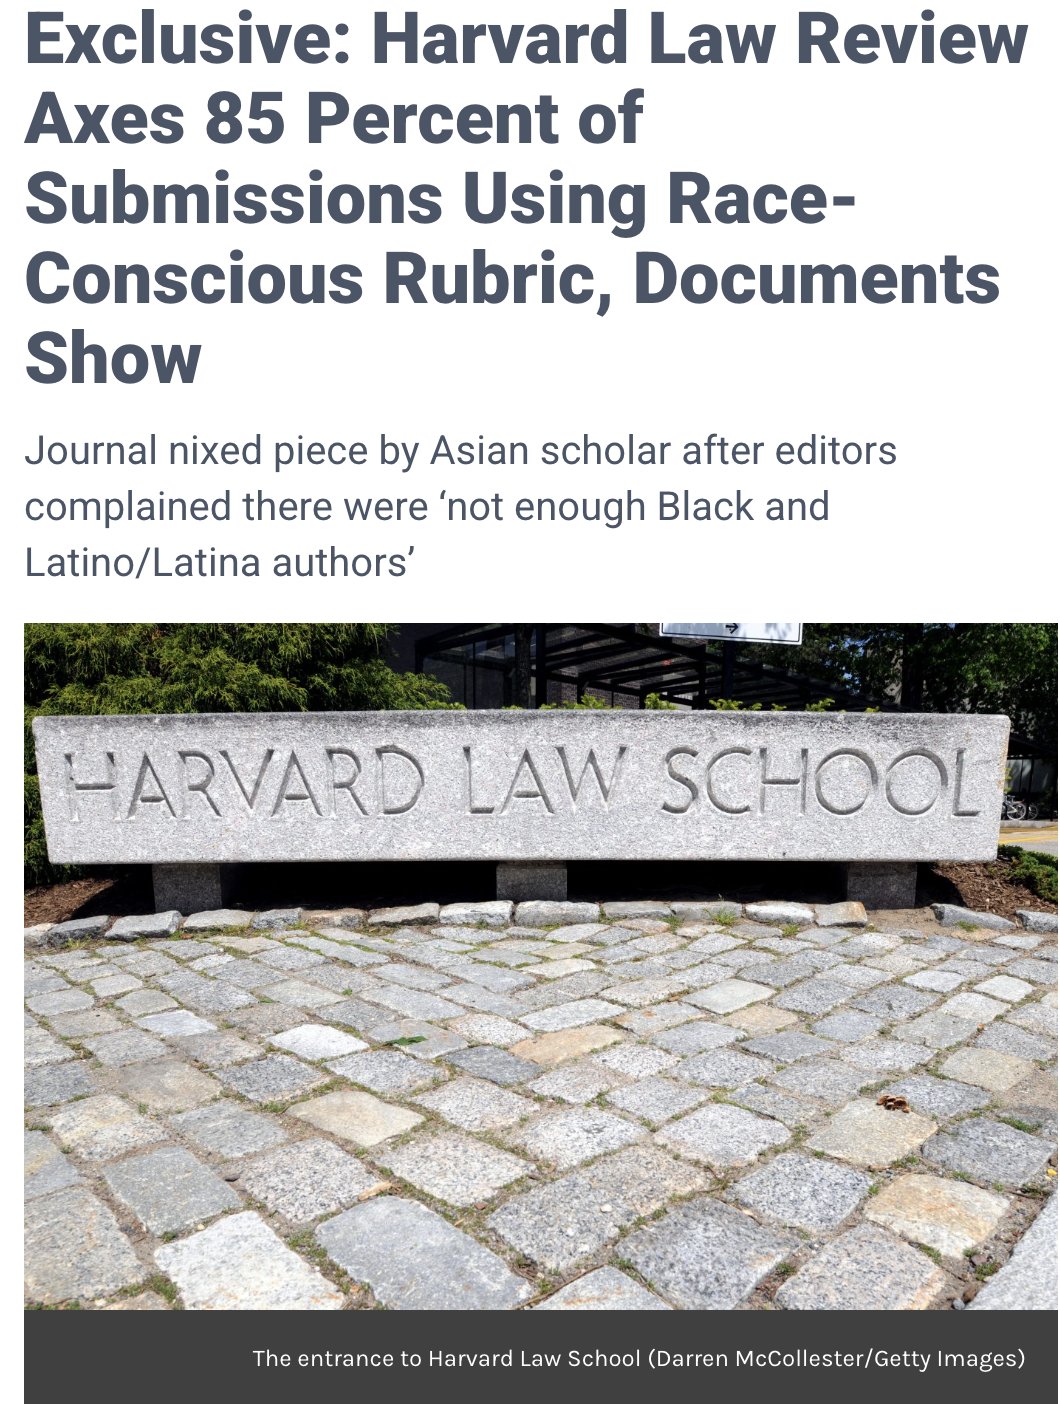 Exclusive: Harvard Law Review
Axes 85 Percent of
Submissions Using Race-
Conscious Rubric, Documents
Show
Journal nixed piece by Asian scholar after editors
complained there were ‘not enough Black and
Latino/Latina authors’
HARVARD LAW SCHOOL
The entrance to Harvard Law School (Darren McCollester/Getty Images)